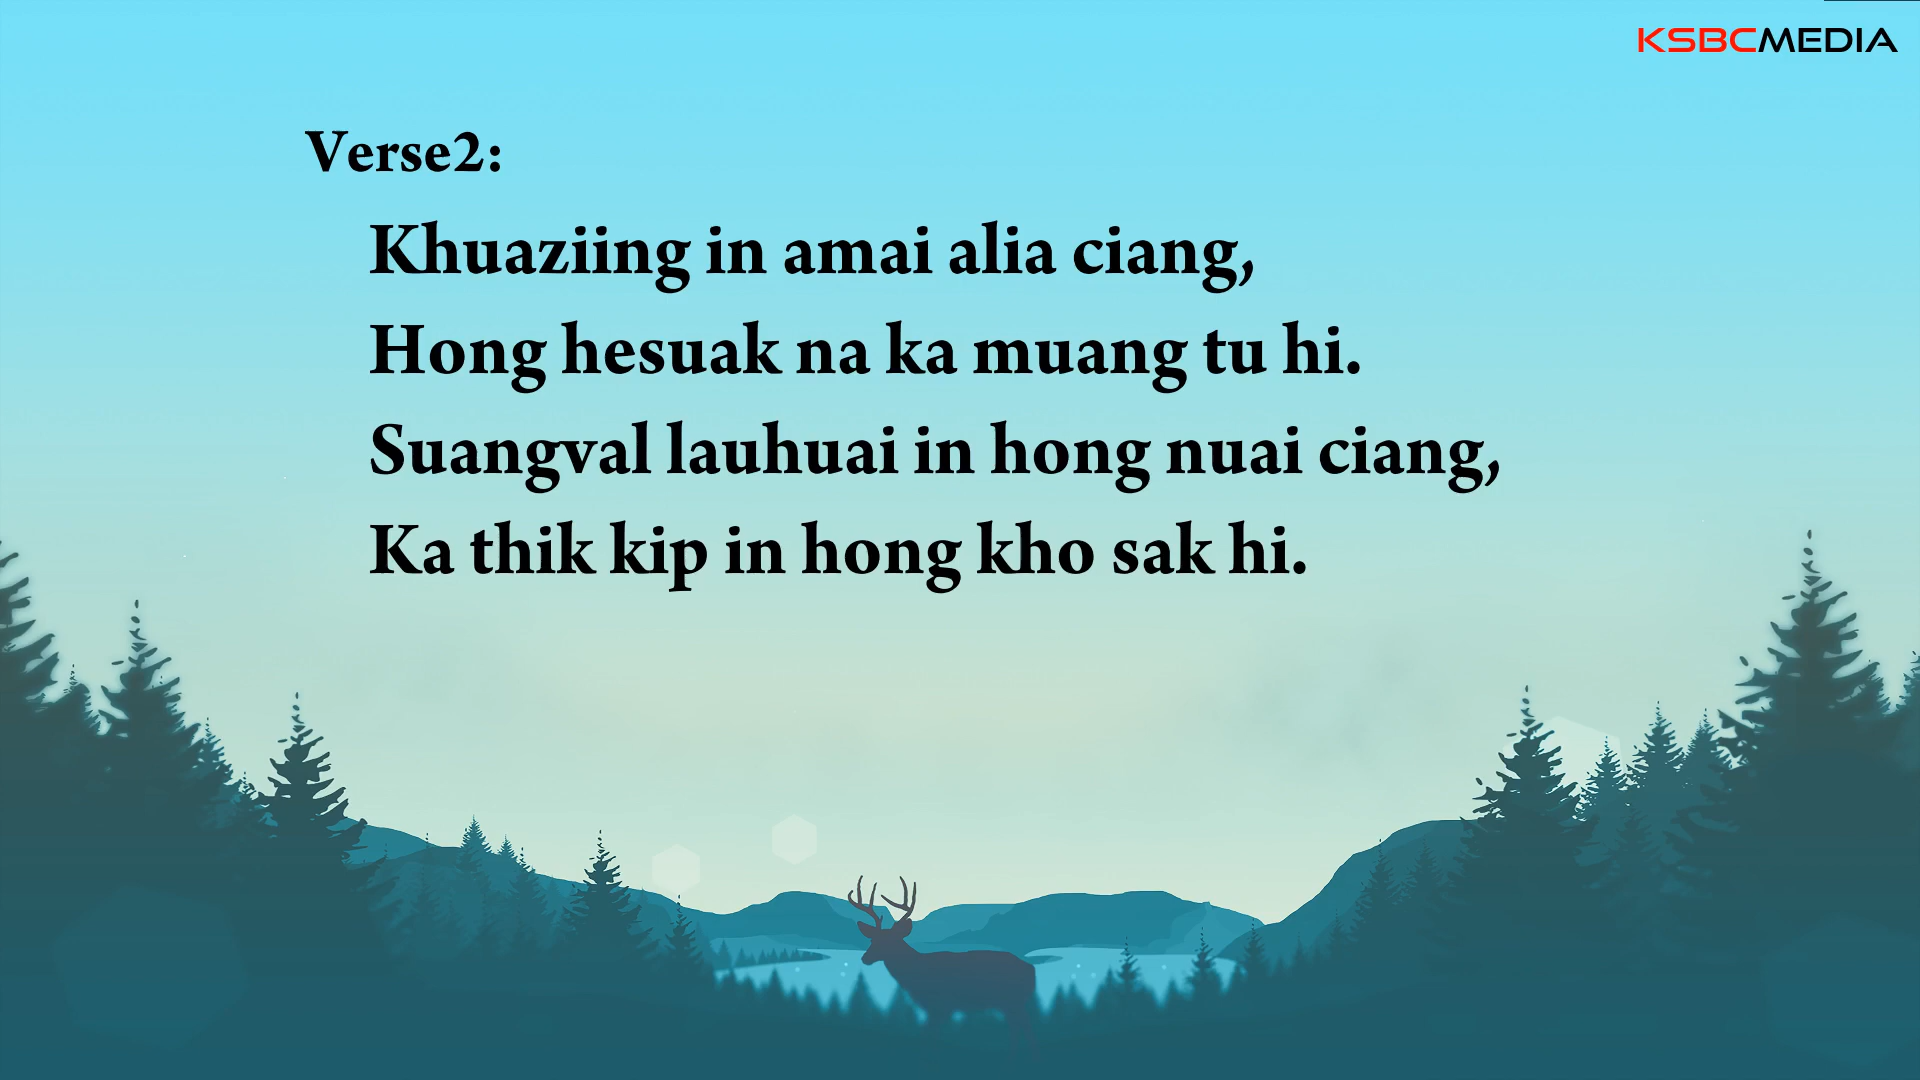 KSBCMEDIA
Verse2:
Khuaziing in amai alia ciang,
Hong hesuak na ka muang tu hi.
Suangval lauhuai in hong nuai ciang,
Ka thik kip in hong kho sak hi.